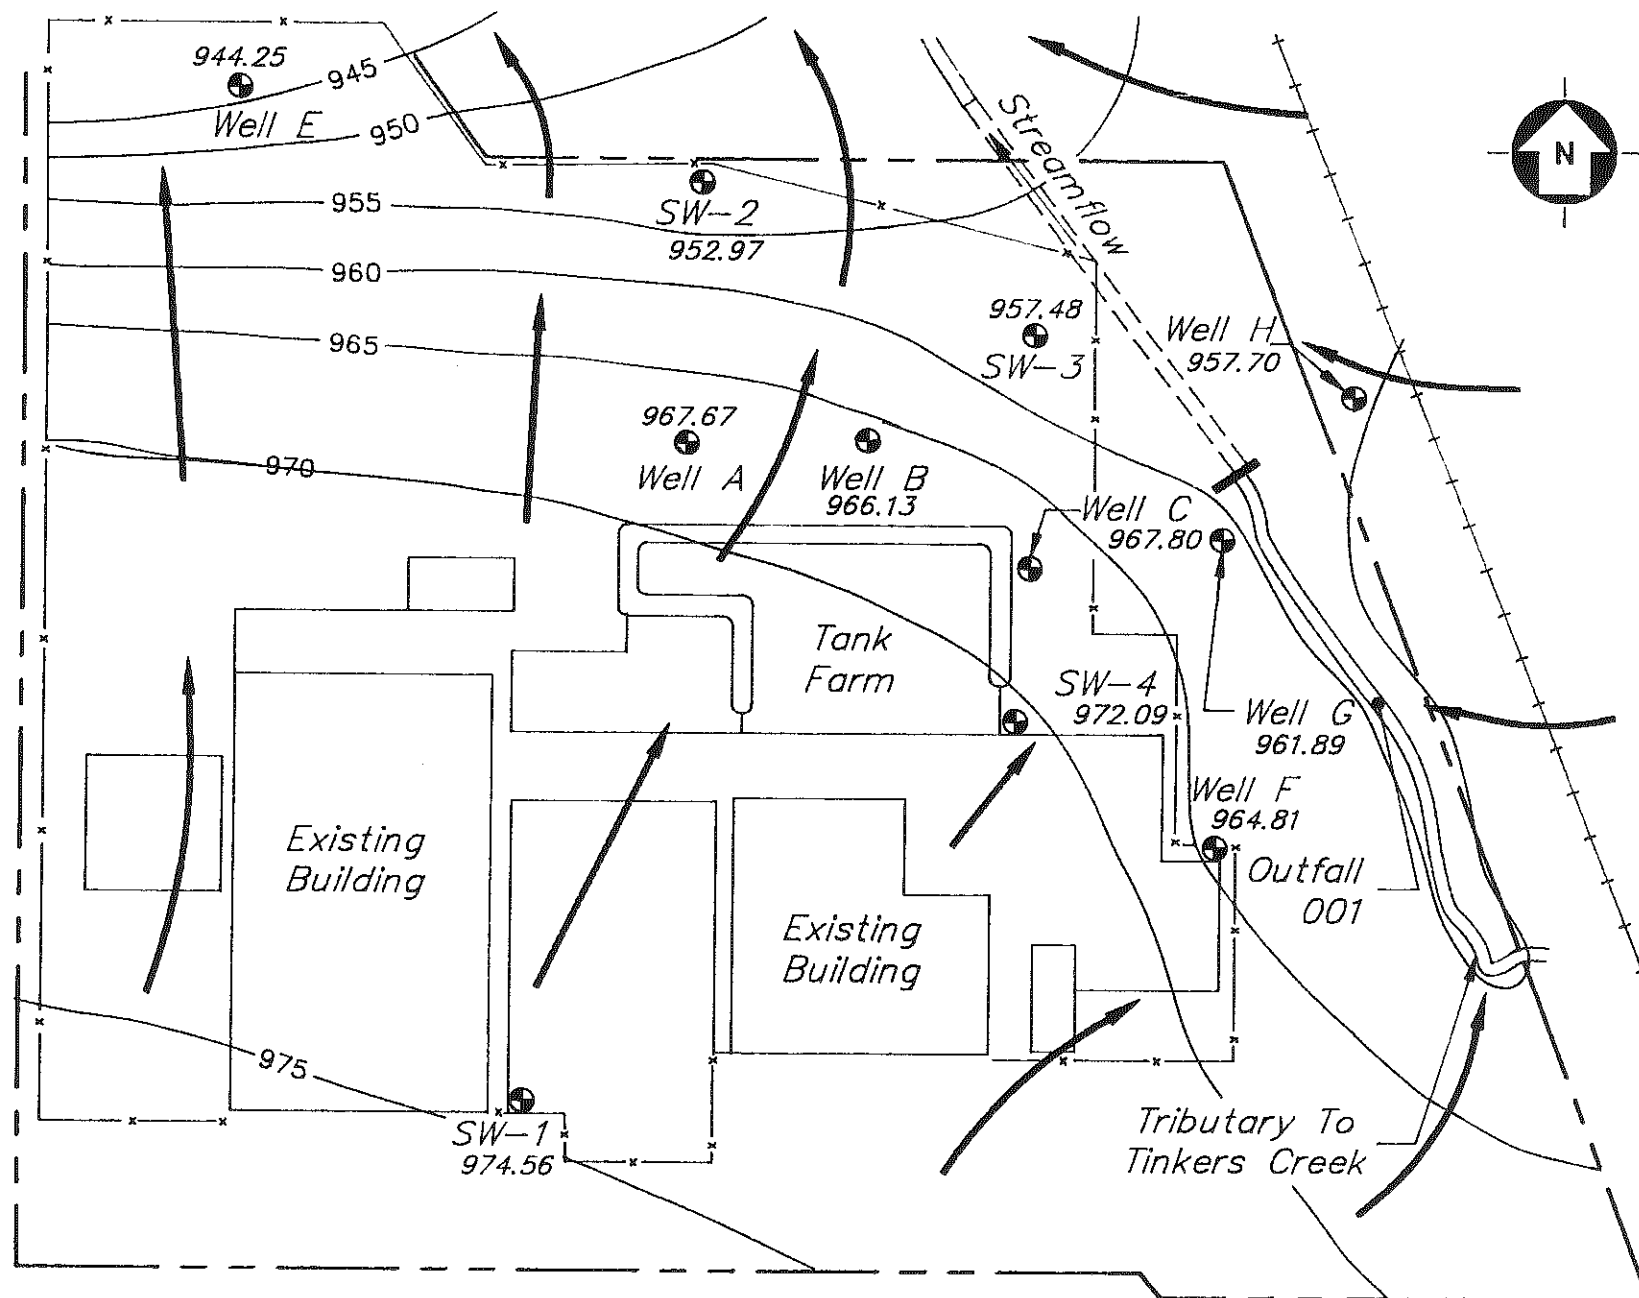 944.25
Well E
945
950
955
960
965
970
975
SW-2
952.97
Streamflow
N
957.48
SW-3
Well H
957.70
967.67
Well A
Well B
966.13
Well C
967.80
Tank
Farm
SW-4
972.09
Well G
961.89
Well F
964.81
Outfall
001
Existing
Building
Existing
Building
SW-1
974.56
Tributary To
Tinkers Creek